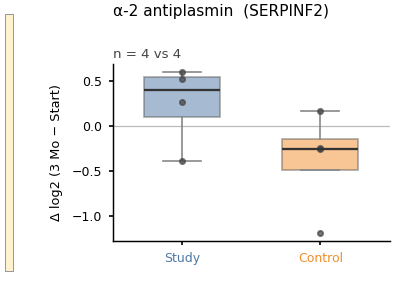 α-2 antiplasmin  (SERPINF2)
n = 4 vs 4
Δ log2 (3 Mo − Start)
0.5
0.0
−0.5
−1.0
Study
Control